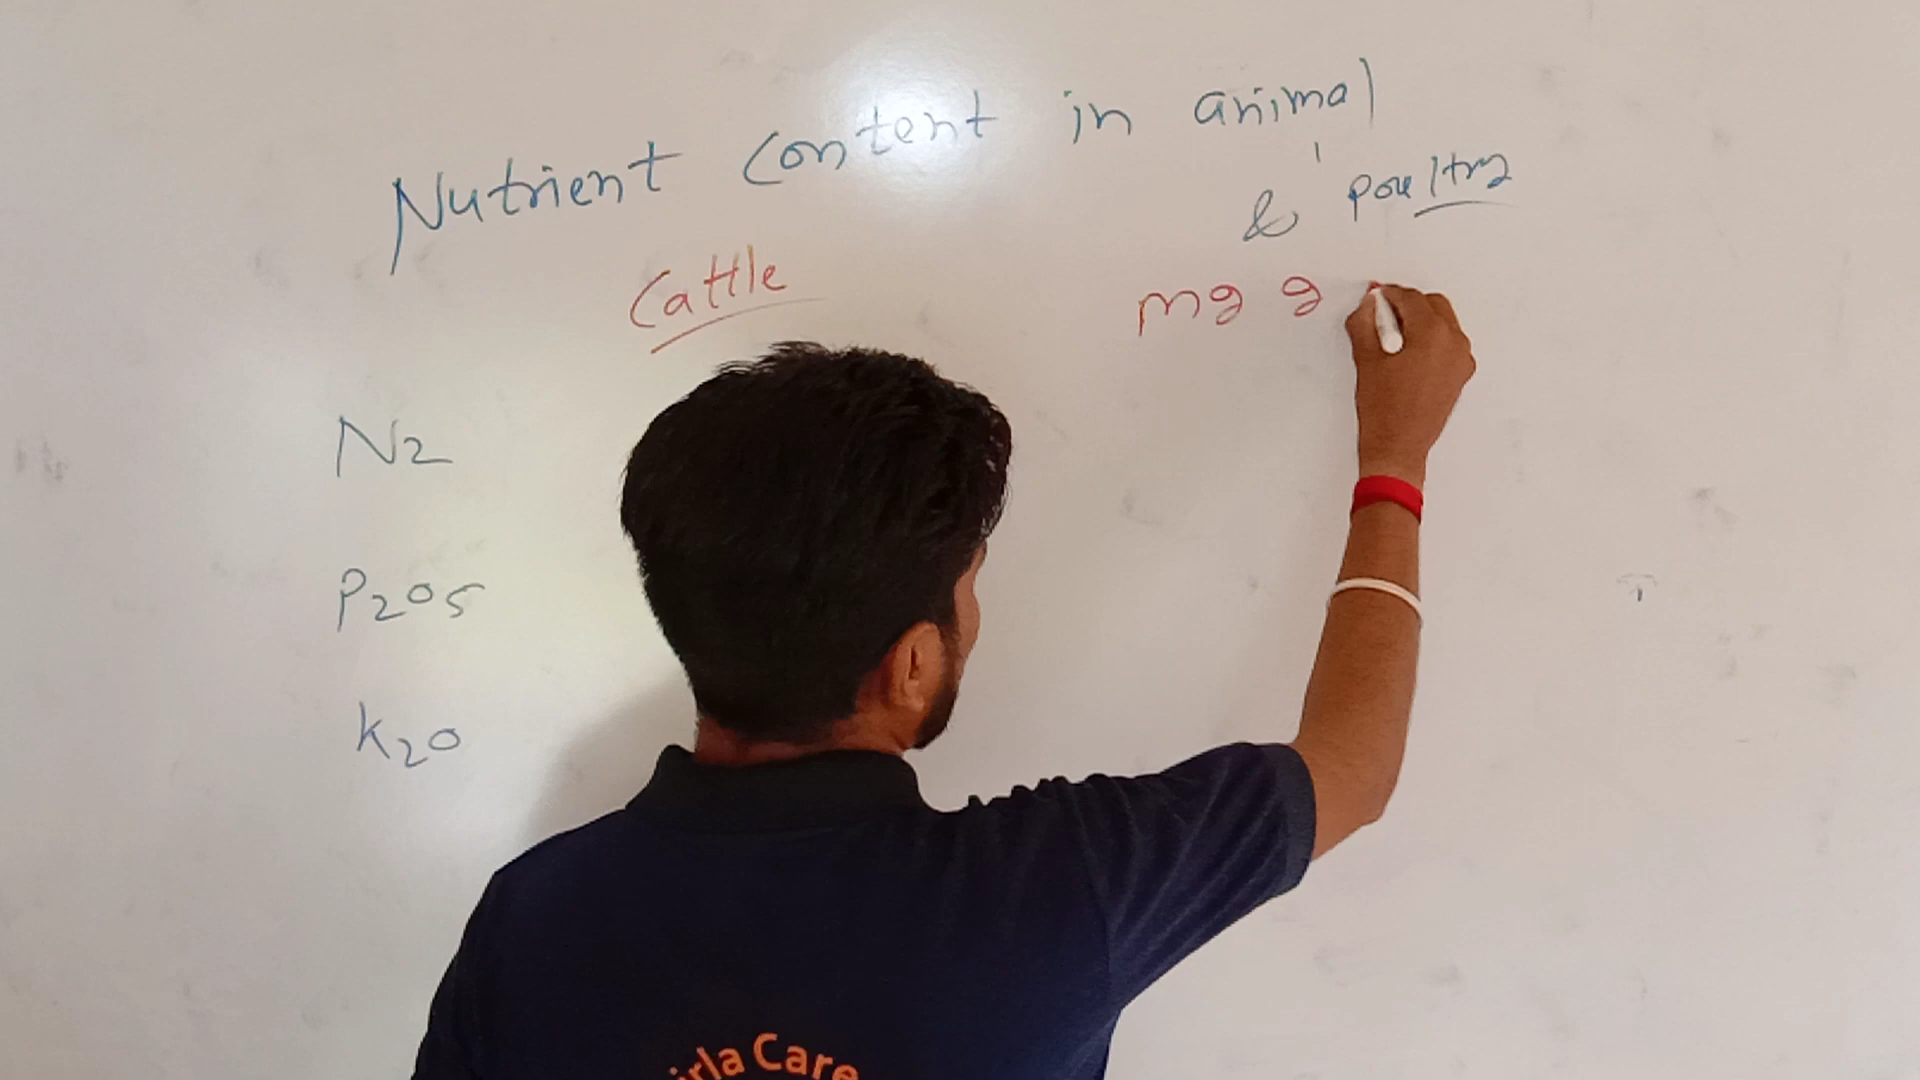 Nutrient Content in animal
& poultry
Cattle mg g
N2
P2O5
K2O
irla Care